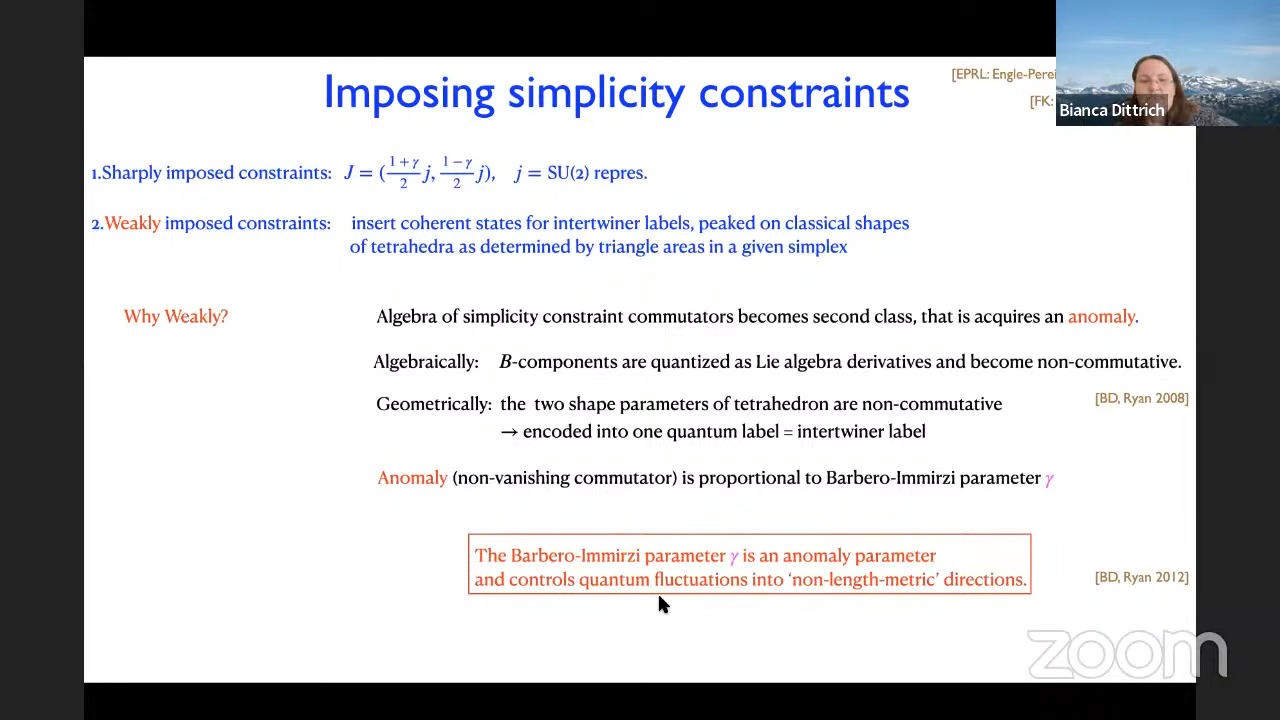 Imposing simplicity constraints
[EPRL: Engle-Perei
[FK:
Bianca Dittrich
1.Sharply imposed constraints: J = (\frac{1+γ}{2} j, \frac{1−γ}{2} j), j = SU(2) repres.
2.Weakly imposed constraints: insert coherent states for intertwiner labels, peaked on classical shapes
of tetrahedra as determined by triangle areas in a given simplex
Why Weakly? Algebra of simplicity constraint commutators becomes second class, that is acquires an anomaly.
Algebraically: B-components are quantized as Lie algebra derivatives and become non-commutative.
Geometrically: the two shape parameters of tetrahedron are non-commutative [BD, Ryan 2008]
→ encoded into one quantum label = intertwiner label
Anomaly (non-vanishing commutator) is proportional to Barbero-Immirzi parameter γ
The Barbero-Immirzi parameter γ is an anomaly parameter
and controls quantum fluctuations into ‘non-length-metric’ directions. [BD, Ryan 2012]
zoom